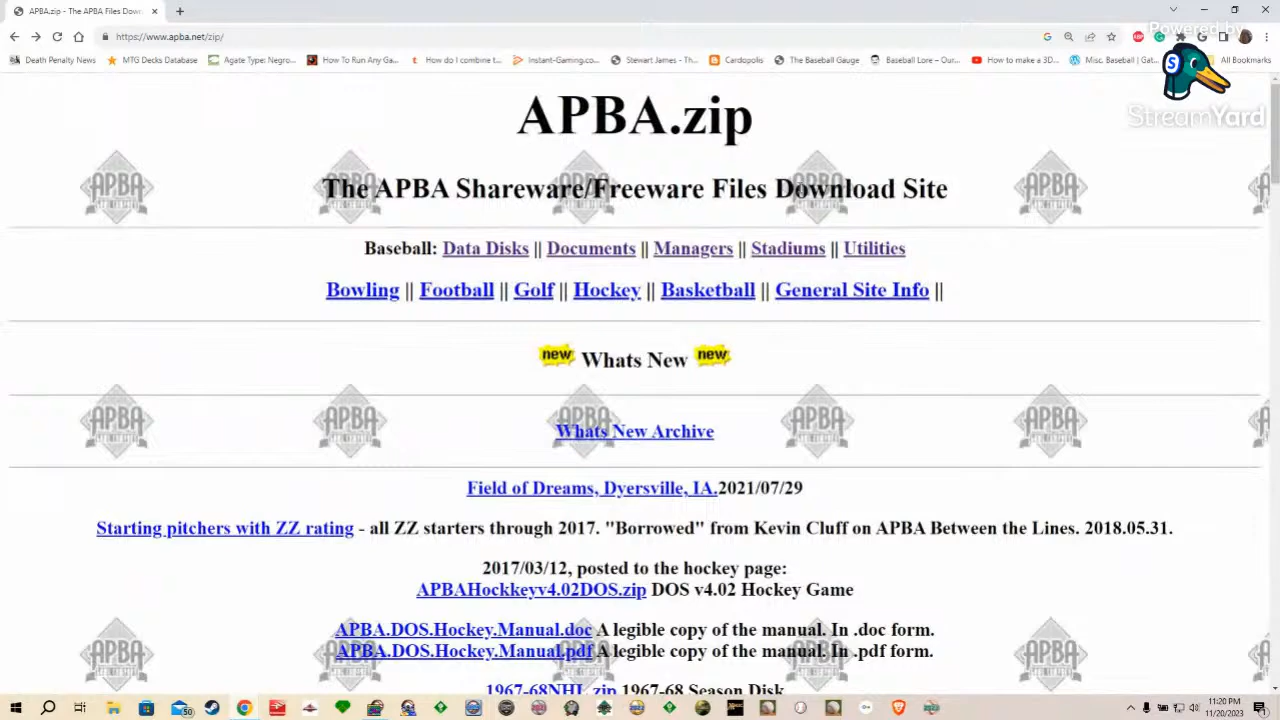 APBA.zip - The APBA Files Down
https://www.apba.net/zip/
Powered by
Death Penalty News
MTG Decks Database
Agate Type: Negro...
How To Run Any Ga...
How do I combine t...
Instant-Gaming.co...
Stewart James - Th...
Cardopolis
The Baseball Gauge
Baseball Lore – Our...
How to make a 3D...
Misc. Baseball | Gat...
All Bookmarks
StreamYard
APBA.zip
The APBA Shareware/Freeware Files Download Site
Baseball: Data Disks || Documents || Managers || Stadiums || Utilities
Bowling || Football || Golf || Hockey || Basketball || General Site Info ||
new Whats New new
Whats New Archive
Field of Dreams, Dyersville, IA.2021/07/29
Starting pitchers with ZZ rating - all ZZ starters through 2017. "Borrowed" from Kevin Cluff on APBA Between the Lines. 2018.05.31.
2017/03/12, posted to the hockey page:
APBAHockkeyv4.02DOS.zip DOS v4.02 Hockey Game
APBA.DOS.Hockey.Manual.doc A legible copy of the manual. In .doc form.
APBA.DOS.Hockey.Manual.pdf A legible copy of the manual. In .pdf form.
1967-68NHL.zip 1967-68 Season Disk
50
11:20 PM
11/20/2023